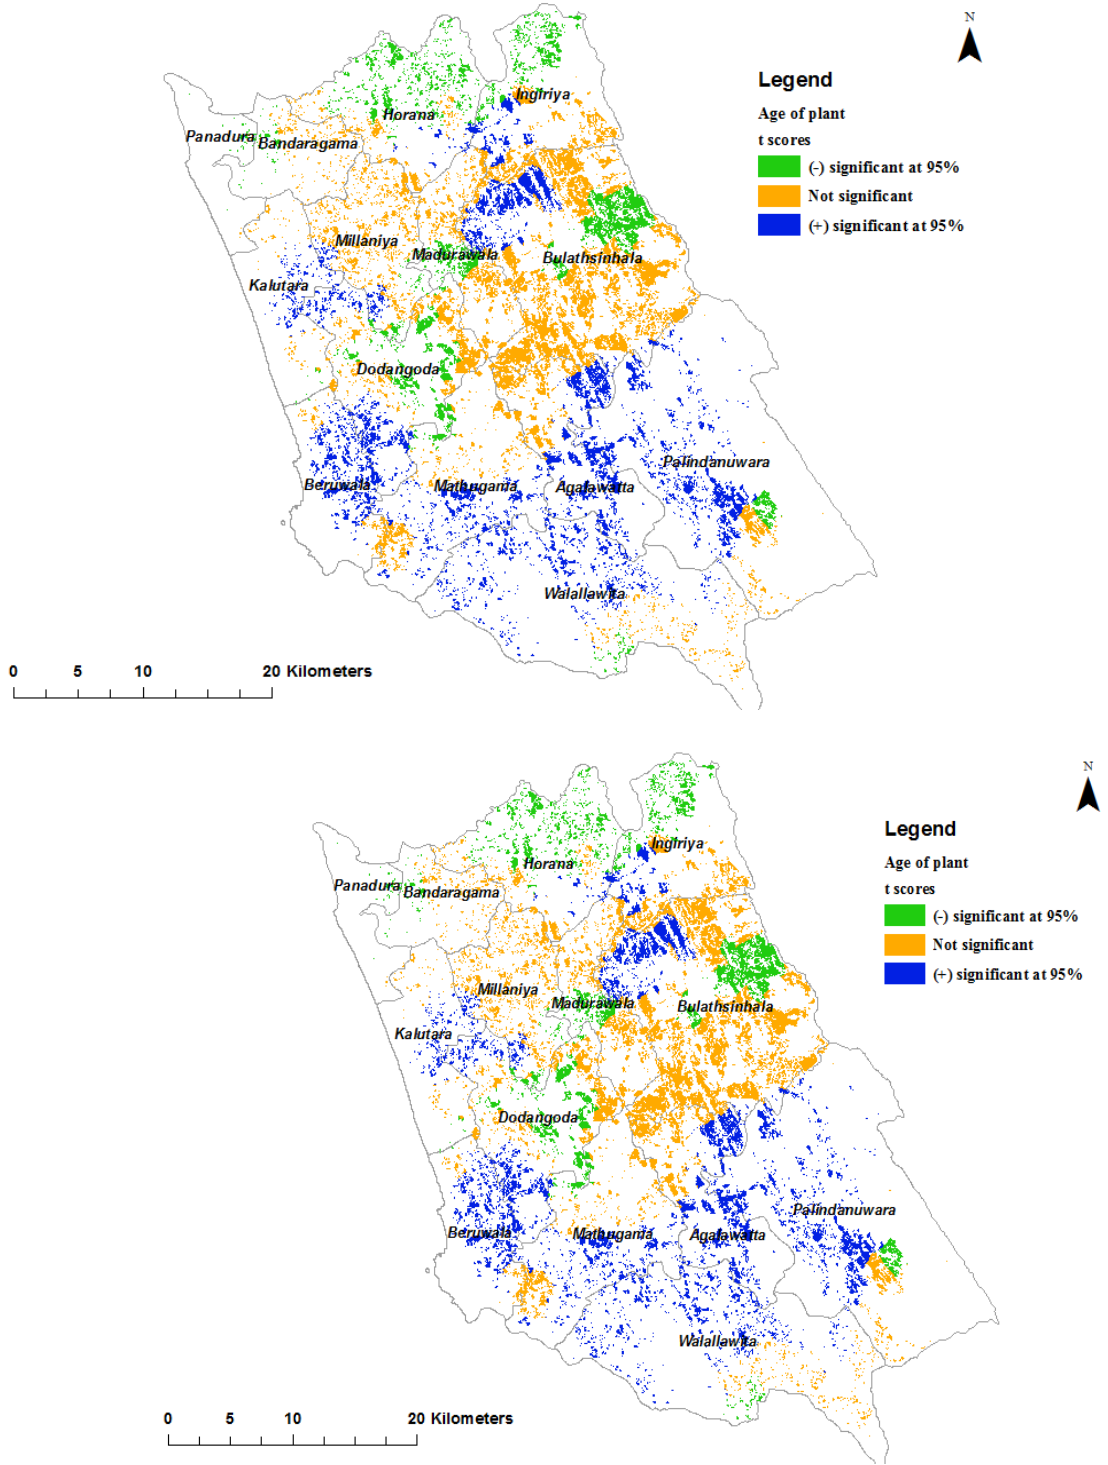 N
Legend
Age of plant
t scores
(-) significant at 95%
Not significant
(+) significant at 95%
Ingiriya
Horana
Panadura
Bandaragama
Millaniya
Madurawala
Bulathsinhala
Kalutara
Dodangoda
Palindanuwara
Beruwala
Mathugama
Agalawatta
Walallawita
0 5 10 20 Kilometers
N
Legend
Age of plant
t scores
(-) significant at 95%
Not significant
(+) significant at 95%
Ingiriya
Horana
Panadura
Bandaragama
Millaniya
Madurawala
Bulathsinhala
Kalutara
Dodangoda
Palindanuwara
Beruwala
Mathugama
Agalawatta
Walallawita
0 5 10 20 Kilometers